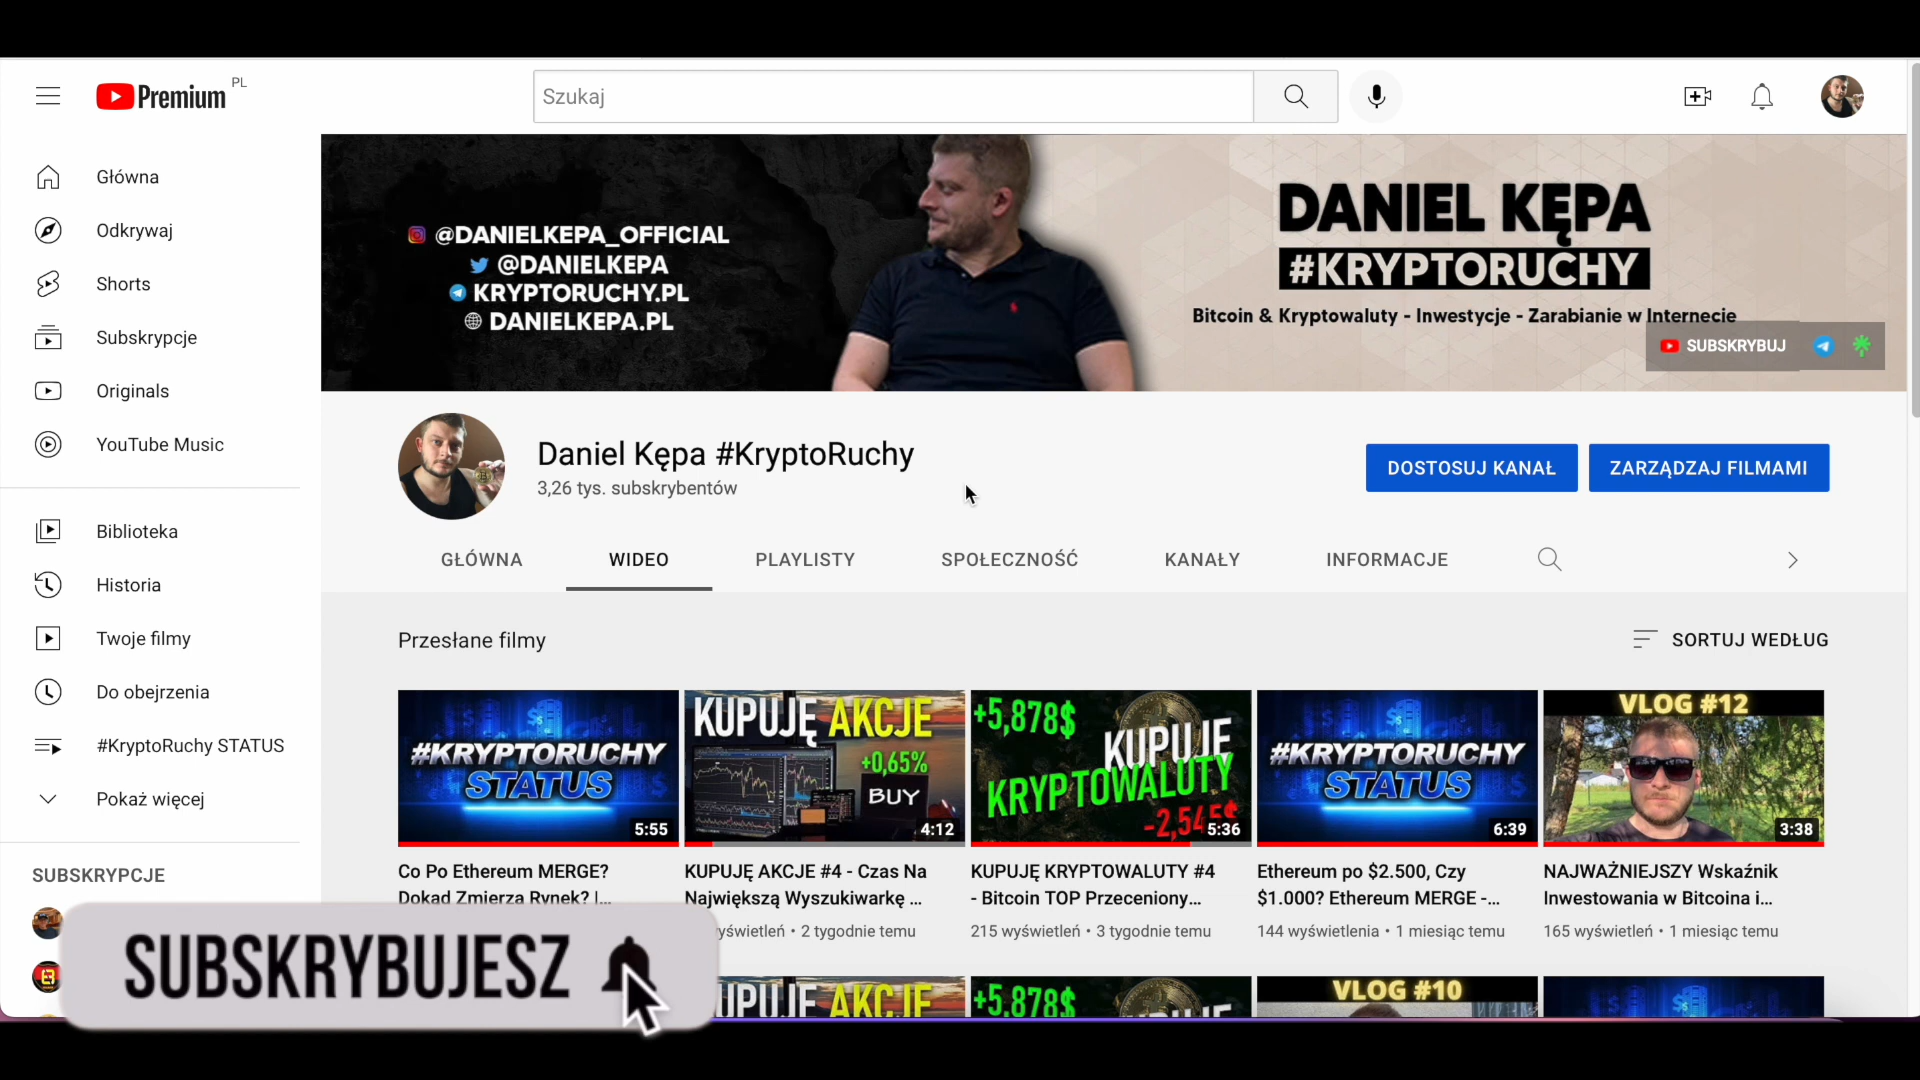 Premium PL
Szukaj
Główna
Odkrywaj
Shorts
Subskrypcje
Originals
YouTube Music
Biblioteka
Historia
Twoje filmy
Do obejrzenia
#KryptoRuchy STATUS
Pokaż więcej
SUBSKRYPCJE
@DANIELKEPA_OFFICIAL
@DANIELKEPA
KRYPTORUCHY.PL
DANIELKEPA.PL
DANIEL KĘPA
#KRYPTORUCHY
Bitcoin & Kryptowaluty - Inwestycje - Zarabianie w Internecie
SUBSKRYBUJ
Daniel Kępa #KryptoRuchy
3,26 tys. subskrybentów
DOSTOSUJ KANAŁ
ZARZĄDZAJ FILMAMI
GŁÓWNA
WIDEO
PLAYLISTY
SPOŁECZNOŚĆ
KANAŁY
INFORMACJE
Przesłane filmy
SORTUJ WEDŁUG
#KRYPTORUCHY
STATUS
5:55
Co Po Ethereum MERGE?
Dokąd Zmierza Rynek? |...
KUPUJĘ AKCJE
+0,65%
BUY
4:12
KUPUJĘ AKCJE #4 - Czas Na
Największą Wyszukiwarkę ...
wyświetleń • 2 tygodnie temu
+5,878$
KUPUJE
KRYPTOWALUTY
5:36
KUPUJĘ KRYPTOWALUTY #4
- Bitcoin TOP Przeceniony...
215 wyświetleń • 3 tygodnie temu
#KRYPTORUCHY
STATUS
6:39
Ethereum po $2.500, Czy
$1.000? Ethereum MERGE -...
144 wyświetlenia • 1 miesiąc temu
VLOG #12
3:38
NAJWAŻNIEJSZY Wskaźnik
Inwestowania w Bitcoina i...
165 wyświetleń • 1 miesiąc temu
SUBSKRYBUJESZ
KUPUJĘ AKCJE
+5,878$
VLOG #10